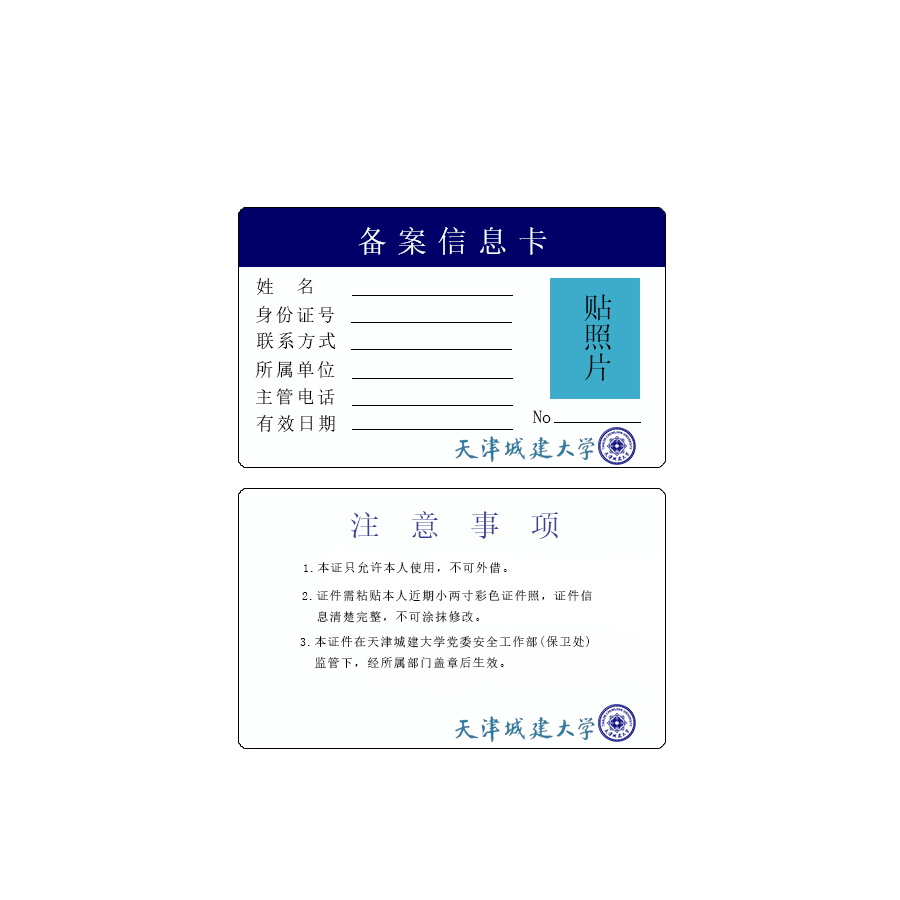 备案信息卡
姓 名
身份证号
联系方式
所属单位
主管电话
有效日期
贴照片
No
天津城建大学
注意事项
1.本证只允许本人使用，不可外借。
2.证件需粘贴本人近期小两寸彩色证件照，证件信
息清楚完整，不可涂抹修改。
3.本证件在天津城建大学党委安全工作部(保卫处)
监管下，经所属部门盖章后生效。
天津城建大学